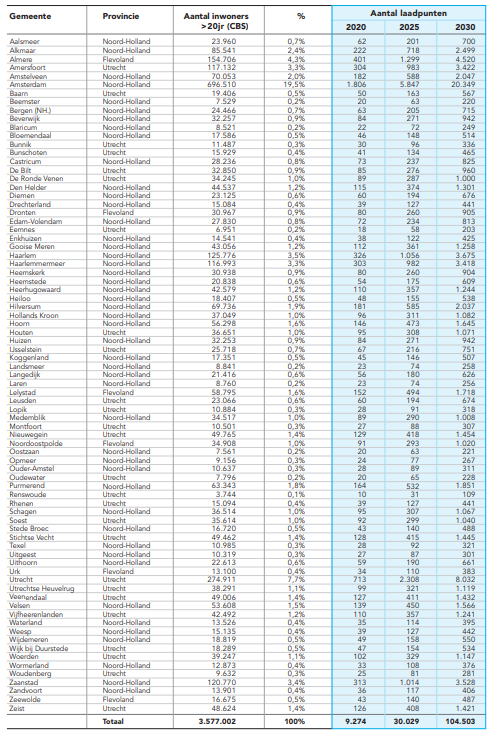 Gemeente Provincie Aantal inwoners >20jr (CBS) % Aantal laadpunten
2020 2025 2030
Aalsmeer Noord-Holland 23.960 0,7% 62 201 700
Alkmaar Noord-Holland 85.541 2,4% 222 718 2.499
Almere Flevoland 154.706 4,3% 401 1.299 4.520
Amersfoort Utrecht 117.132 3,3% 304 983 3.422
Amstelveen Noord-Holland 70.053 2,0% 182 588 2.047
Amsterdam Noord-Holland 696.510 19,5% 1.806 5.847 20.349
Baarn Utrecht 19.406 0,5% 50 163 567
Beemster Noord-Holland 7.529 0,2% 20 63 220
Bergen (NH.) Noord-Holland 24.466 0,7% 63 205 715
Beverwijk Noord-Holland 32.257 0,9% 84 271 942
Blaricum Noord-Holland 8.521 0,2% 22 72 249
Bloemendaal Noord-Holland 17.586 0,5% 46 148 514
Bunnik Utrecht 11.487 0,3% 30 96 336
Bunschoten Utrecht 15.929 0,4% 41 134 465
Castricum Noord-Holland 28.236 0,8% 73 237 825
De Bilt Utrecht 32.850 0,9% 85 276 960
De Ronde Venen Utrecht 34.245 1,0% 89 287 1.000
Den Helder Noord-Holland 44.537 1,2% 115 374 1.301
Diemen Noord-Holland 23.125 0,6% 60 194 676
Drechterland Noord-Holland 15.084 0,4% 39 127 441
Dronten Flevoland 30.967 0,9% 80 260 905
Edam-Volendam Noord-Holland 27.830 0,8% 72 234 813
Eemnes Utrecht 6.951 0,2% 18 58 203
Enkhuizen Noord-Holland 14.541 0,4% 38 122 425
Gooise Meren Noord-Holland 43.056 1,2% 112 361 1.258
Haarlem Noord-Holland 125.776 3,5% 326 1.056 3.675
Haarlemmermeer Noord-Holland 116.993 3,3% 303 982 3.418
Heemskerk Noord-Holland 30.938 0,9% 80 260 904
Heemstede Noord-Holland 20.838 0,6% 54 175 609
Heerhugowaard Noord-Holland 42.579 1,2% 110 357 1.244
Heiloo Noord-Holland 18.407 0,5% 48 155 538
Hilversum Noord-Holland 69.736 1,9% 181 585 2.037
Hollands Kroon Noord-Holland 37.049 1,0% 96 311 1.082
Hoorn Noord-Holland 56.298 1,6% 146 473 1.645
Houten Utrecht 36.651 1,0% 95 308 1.071
Huizen Noord-Holland 32.253 0,9% 84 271 942
IJsselstein Utrecht 25.718 0,7% 67 216 751
Koggenland Noord-Holland 17.351 0,5% 45 146 507
Landsmeer Noord-Holland 8.841 0,2% 23 74 258
Langedijk Noord-Holland 21.416 0,6% 56 180 626
Laren Noord-Holland 8.760 0,2% 23 74 256
Lelystad Flevoland 58.795 1,6% 152 494 1.718
Leusden Utrecht 23.066 0,6% 60 194 674
Lopik Utrecht 10.884 0,3% 28 91 318
Medemblik Noord-Holland 34.517 1,0% 89 290 1.008
Montfoort Utrecht 10.501 0,3% 27 88 307
Nieuwegein Utrecht 49.765 1,4% 129 418 1.454
Noordoostpolde Flevoland 34.908 1,0% 91 293 1.020
Oostzaan Noord-Holland 7.561 0,2% 20 63 221
Opmeer Noord-Holland 9.156 0,3% 24 77 267
Ouder-Amstel Noord-Holland 10.637 0,3% 28 89 311
Oudewater Utrecht 7.796 0,2% 20 65 228
Purmerend Noord-Holland 63.343 1,8% 164 532 1.851
Renswoude Utrecht 3.744 0,1% 10 31 109
Rhenen Utrecht 15.094 0,4% 39 127 441
Schagen Noord-Holland 36.514 1,0% 95 307 1.067
Soest Utrecht 35.614 1,0% 92 299 1.040
Stede Broec Noord-Holland 16.720 0,5% 43 140 488
Stichtse Vecht Utrecht 49.462 1,4% 128 415 1.445
Texel Noord-Holland 10.985 0,3% 28 92 321
Uitgeest Noord-Holland 10.319 0,3% 27 87 301
Uithoorn Noord-Holland 22.613 0,6% 59 190 661
Urk Flevoland 13.100 0,4% 34 110 383
Utrecht Utrecht 274.911 7,7% 713 2.308 8.032
Utrechtse Heuvelrug Utrecht 38.291 1,1% 99 321 1.119
Veenendaal Utrecht 49.006 1,4% 127 411 1.432
Velsen Noord-Holland 53.608 1,5% 139 450 1.566
Vijfheerenlanden Utrecht 42.492 1,2% 110 357 1.241
Waterland Noord-Holland 13.526 0,4% 35 114 395
Weesp Noord-Holland 15.135 0,4% 39 127 442
Wijdemeren Noord-Holland 18.819 0,5% 49 158 550
Wijk bij Duurstede Utrecht 18.289 0,5% 47 154 534
Woerden Utrecht 39.247 1,1% 102 329 1.147
Wormerland Noord-Holland 12.873 0,4% 33 108 376
Woudenberg Utrecht 9.632 0,3% 25 81 281
Zaanstad Noord-Holland 120.770 3,4% 313 1.014 3.528
Zandvoort Noord-Holland 13.901 0,4% 36 117 406
Zeewolde Flevoland 16.675 0,5% 43 140 487
Zeist Utrecht 48.624 1,4% 126 408 1.421
Totaal 3.577.002 100% 9.274 30.029 104.503